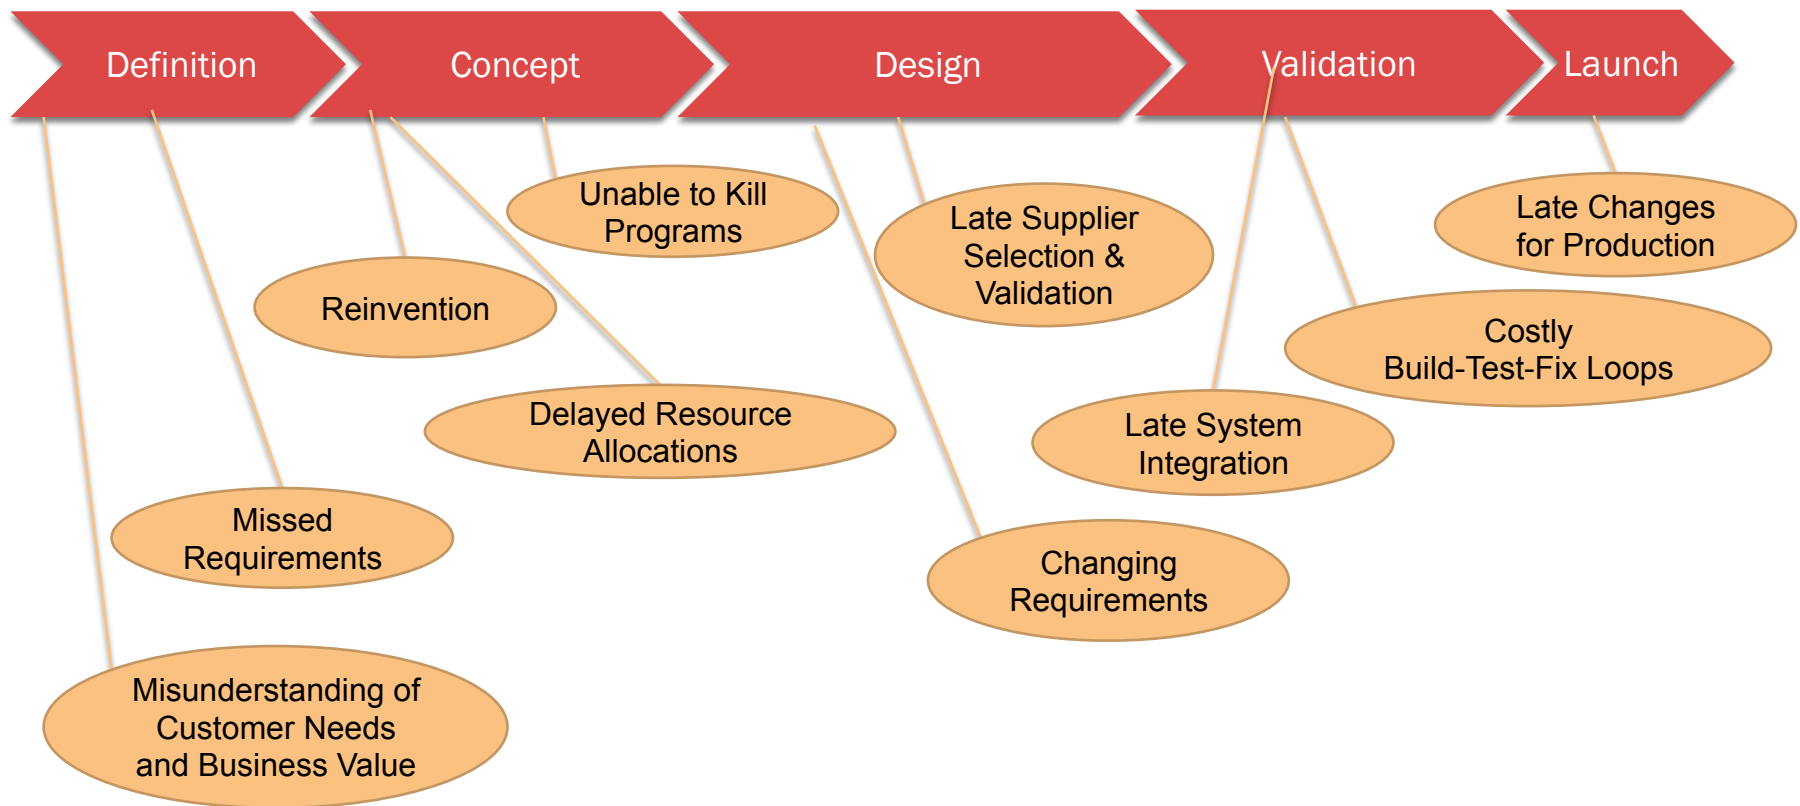 Definition
Concept
Design
Validation
Launch
Unable to Kill
Programs
Late Supplier
Selection &
Validation
Late Changes
for Production
Reinvention
Costly
Build-Test-Fix Loops
Delayed Resource
Allocations
Late System
Integration
Missed
Requirements
Changing
Requirements
Misunderstanding of
Customer Needs
and Business Value